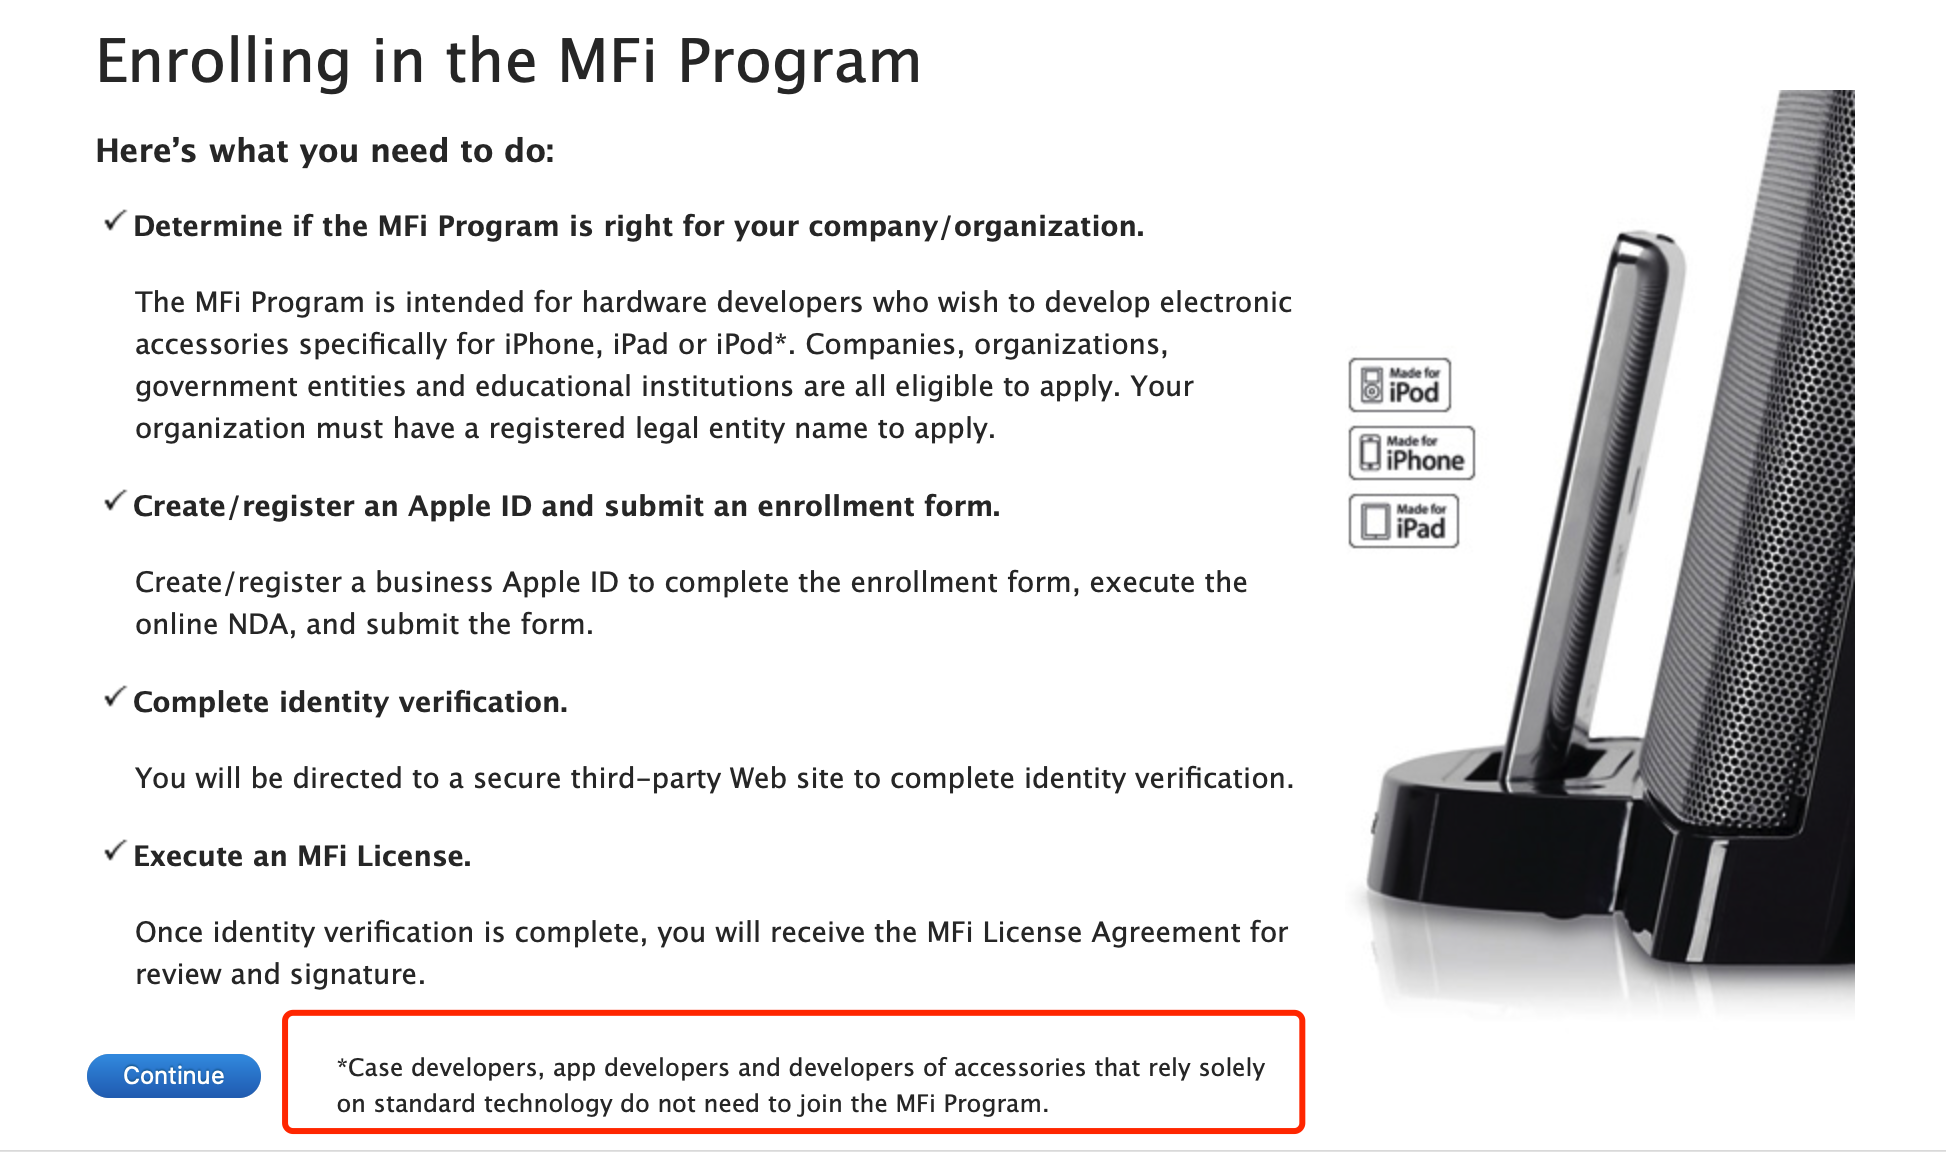 Enrolling in the MFi Program
Here’s what you need to do:
Determine if the MFi Program is right for your company/organization.
The MFi Program is intended for hardware developers who wish to develop electronic
accessories specifically for iPhone, iPad or iPod*. Companies, organizations,
government entities and educational institutions are all eligible to apply. Your
organization must have a registered legal entity name to apply.
Create/register an Apple ID and submit an enrollment form.
Create/register a business Apple ID to complete the enrollment form, execute the
online NDA, and submit the form.
Complete identity verification.
You will be directed to a secure third-party Web site to complete identity verification.
Execute an MFi License.
Once identity verification is complete, you will receive the MFi License Agreement for
review and signature.
Continue
*Case developers, app developers and developers of accessories that rely solely
on standard technology do not need to join the MFi Program.
Made for
iPod
Made for
iPhone
Made for
iPad